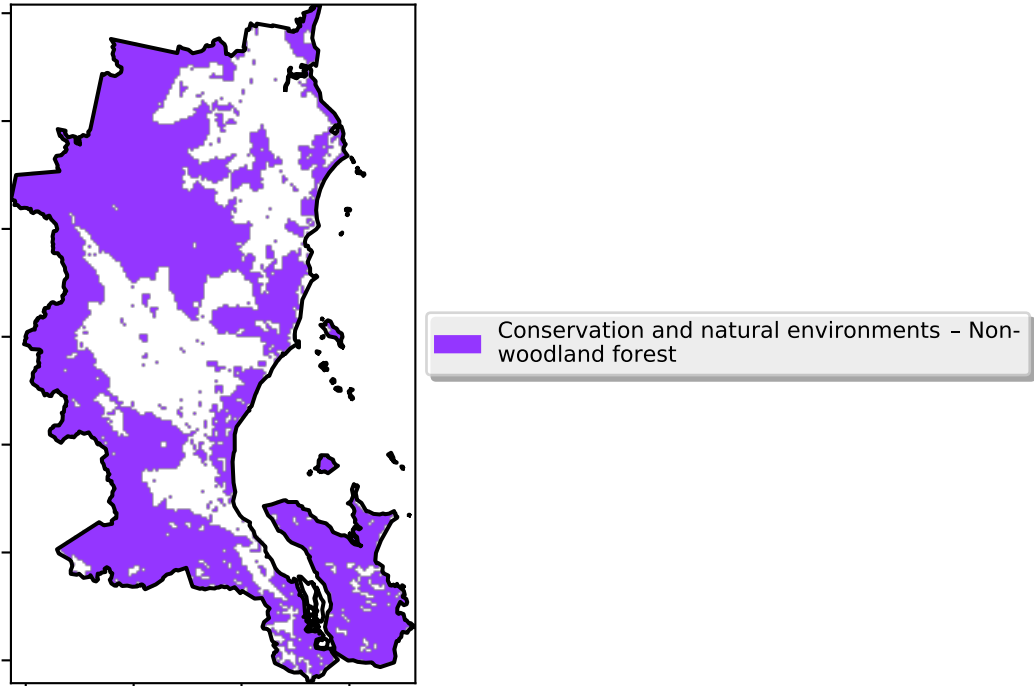 Conservation and natural environments – Non-
woodland forest